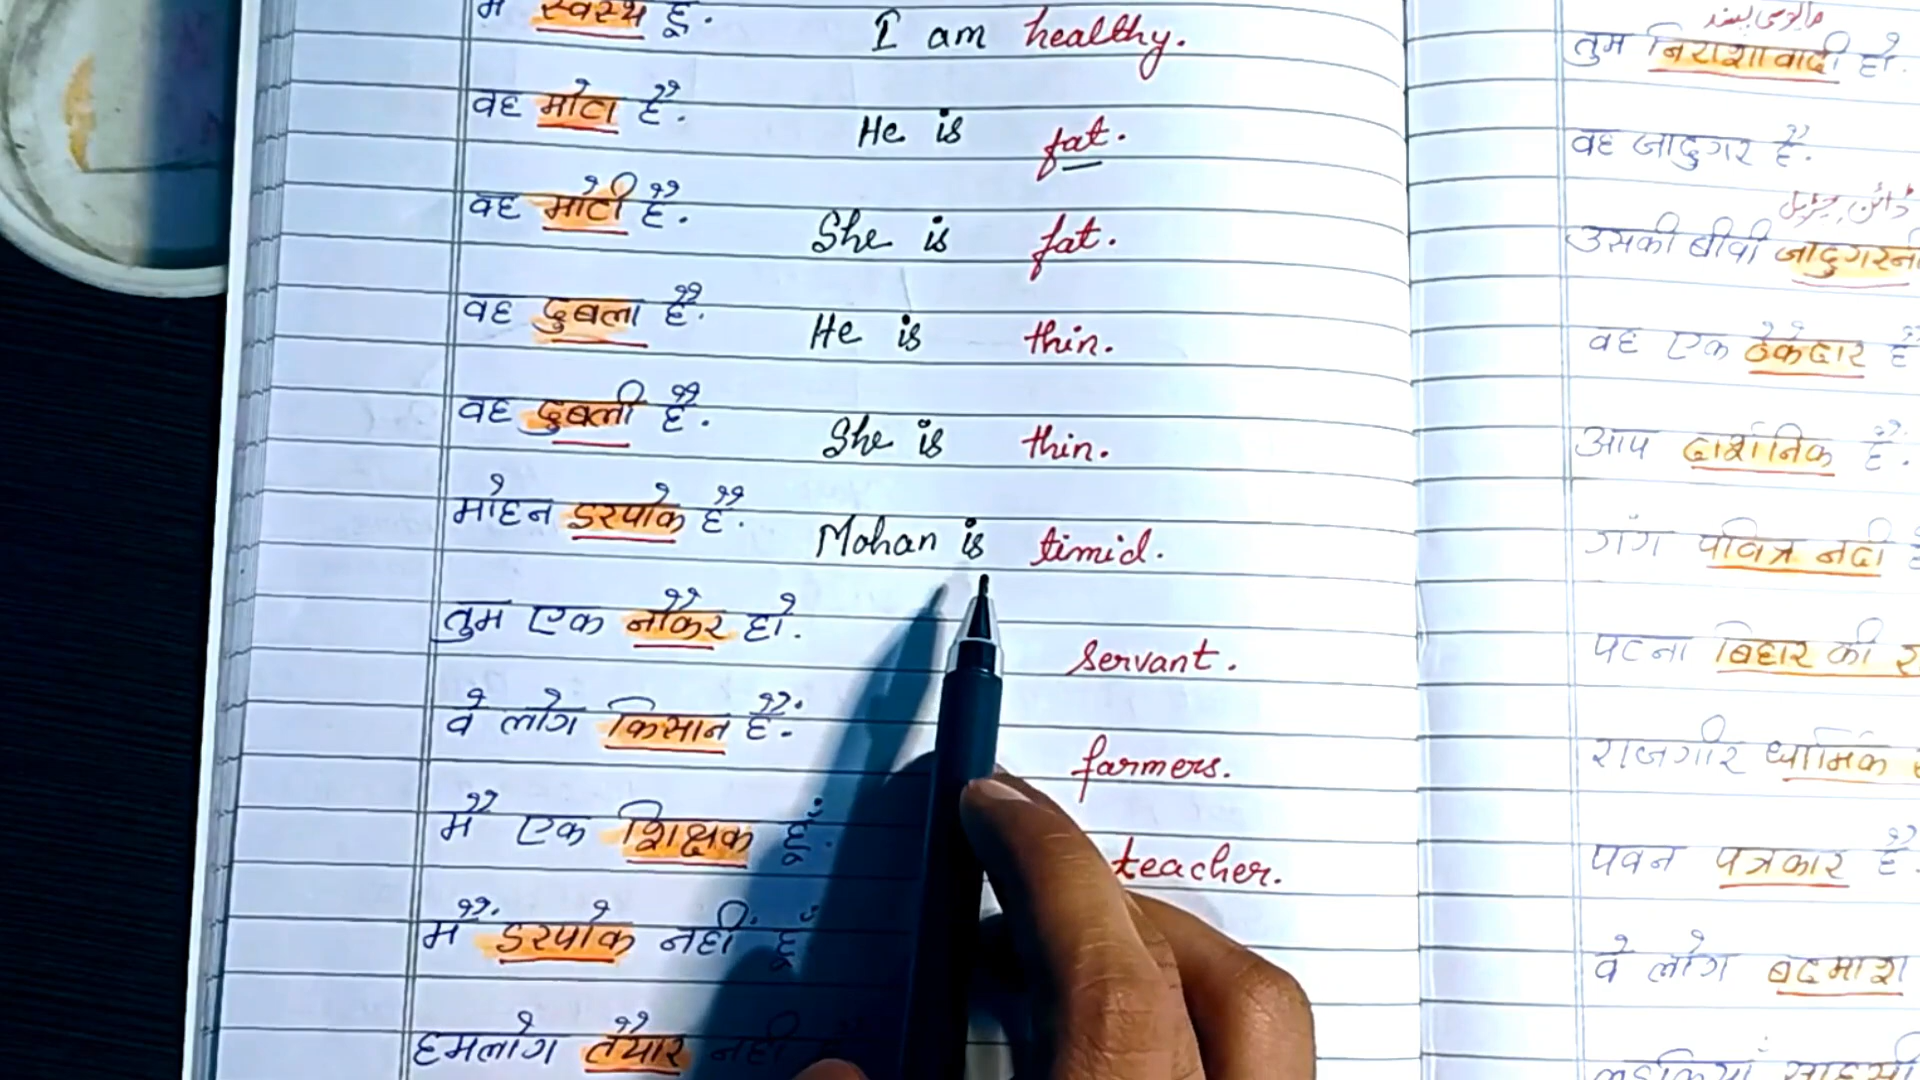 मैं स्वस्थ हूँ. I am healthy.
वह मोटा है. He is fat.
वह मोटी है. She is fat.
वह दुबला है. He is thin.
वह दुबली है. She is thin.
मोहन डरपोक है. Mohan is timid.
तुम एक नौकर हो. servant.
वे लोग किसान हैं. farmers.
मैं एक शिक्षक हूँ. teacher.
मैं डरपोक नहीं हूँ
हमलोग तैयार नहीं
तुम निराशावादी हो.
वह जादुगर है.
उसकी बीवी जादुगरनी
वह एक ठेकेदार है
आप दार्शनिक हैं.
गंग पवित्र नदी
पटना बिहार की
राजगीर धार्मिक
पवन पत्रकार है.
वे लोग बदमाश